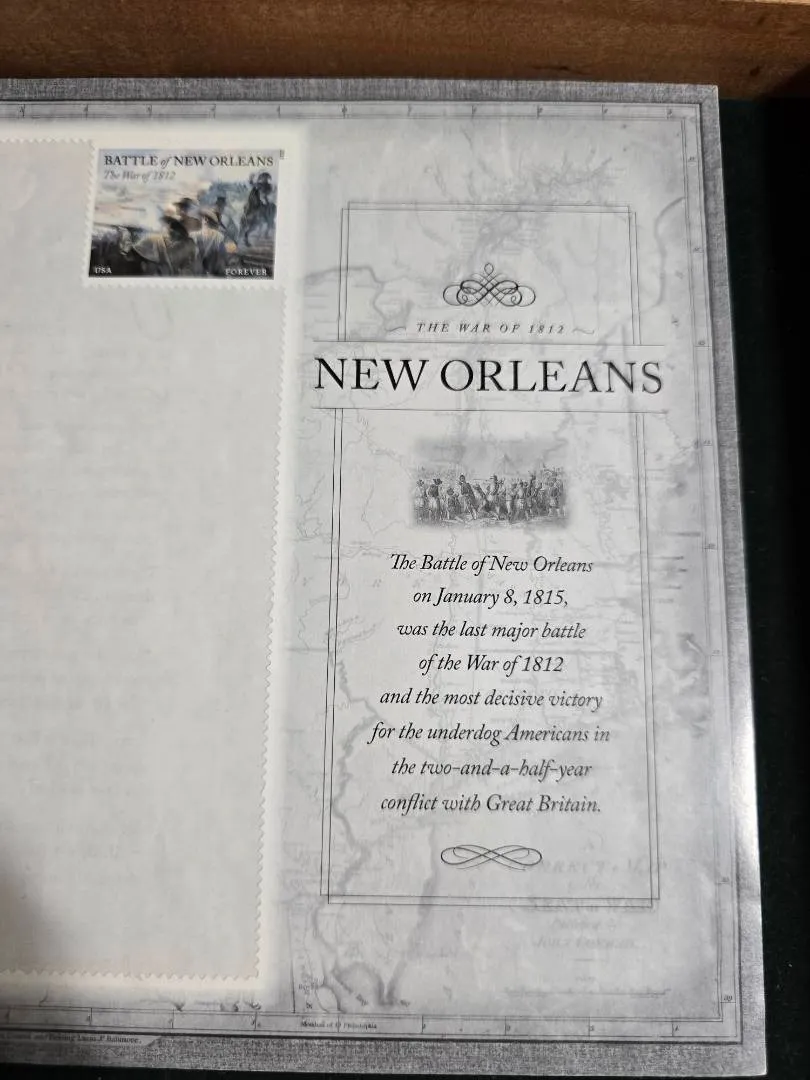 BATTLE of NEW ORLEANS
The War of 1812
USA
FOREVER
THE WAR OF 1812
NEW ORLEANS
The Battle of New Orleans
on January 8, 1815,
was the last major battle
of the War of 1812
and the most decisive victory
for the underdog Americans in
the two-and-a-half-year
conflict with Great Britain.